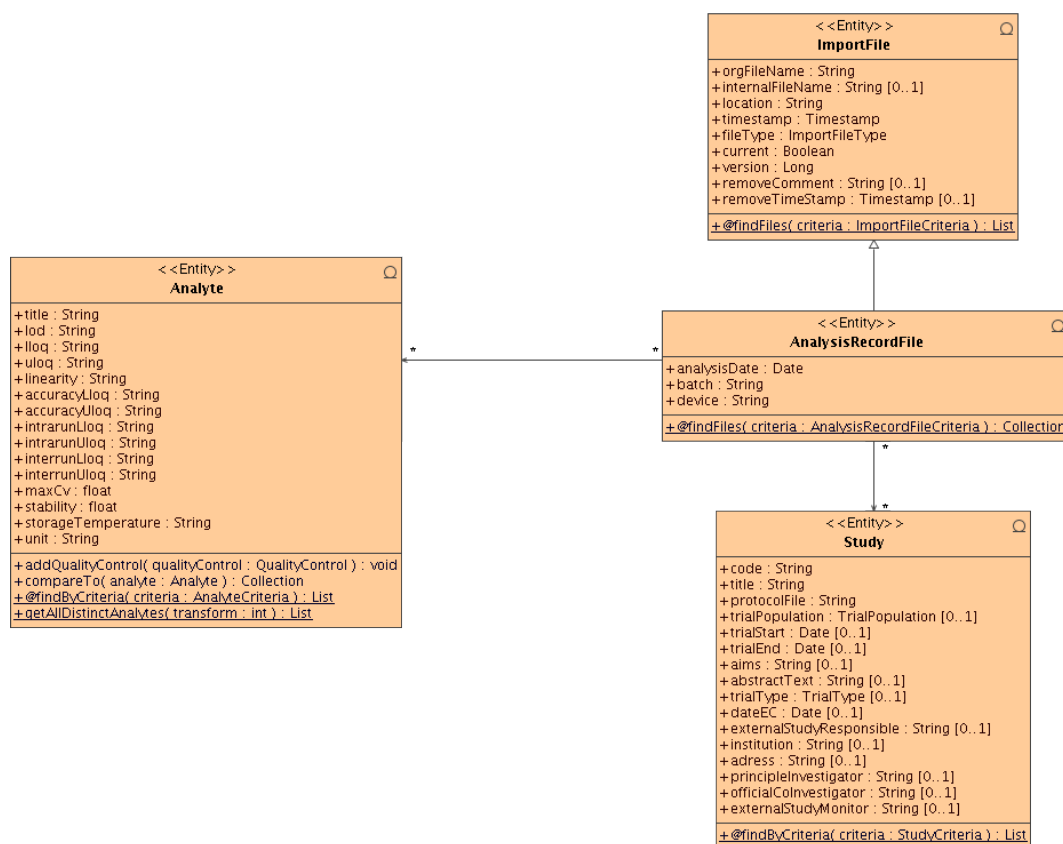 <<Entity>>
ImportFile
+orgFileName : String
+internalFileName : String [0..1]
+location : String
+timestamp : Timestamp
+fileType : ImportFileType
+current : Boolean
+version : Long
+removeComment : String [0..1]
+removeTimeStamp : Timestamp [0..1]
+@findFiles( criteria : ImportFileCriteria ) : List
<<Entity>>
Analyte
+title : String
+lod : String
+lloq : String
+uloq : String
+linearity : String
+accuracyLloq : String
+accuracyUloq : String
+intrarunLloq : String
+intrarunUloq : String
+interrunLloq : String
+interrunUloq : String
+maxCv : float
+stability : float
+storageTemperature : String
+unit : String
+addQualityControl( qualityControl : QualityControl ) : void
+compareTo( analyte : Analyte ) : Collection
+@findByCriteria( criteria : AnalyteCriteria ) : List
+getAllDistinctAnalytes( transform : int ) : List
* *
<<Entity>>
AnalysisRecordFile
+analysisDate : Date
+batch : String
+device : String
+@findFiles( criteria : AnalysisRecordFileCriteria ) : Collection
*
*
<<Entity>>
Study
+code : String
+title : String
+protocolFile : String
+trialPopulation : TrialPopulation [0..1]
+trialStart : Date [0..1]
+trialEnd : Date [0..1]
+aims : String [0..1]
+abstractText : String [0..1]
+trialType : TrialType [0..1]
+dateEC : Date [0..1]
+externalStudyResponsible : String [0..1]
+institution : String [0..1]
+adress : String [0..1]
+principleInvestigator : String [0..1]
+officialCoInvestigator : String [0..1]
+externalStudyMonitor : String [0..1]
+@findByCriteria( criteria : StudyCriteria ) : List